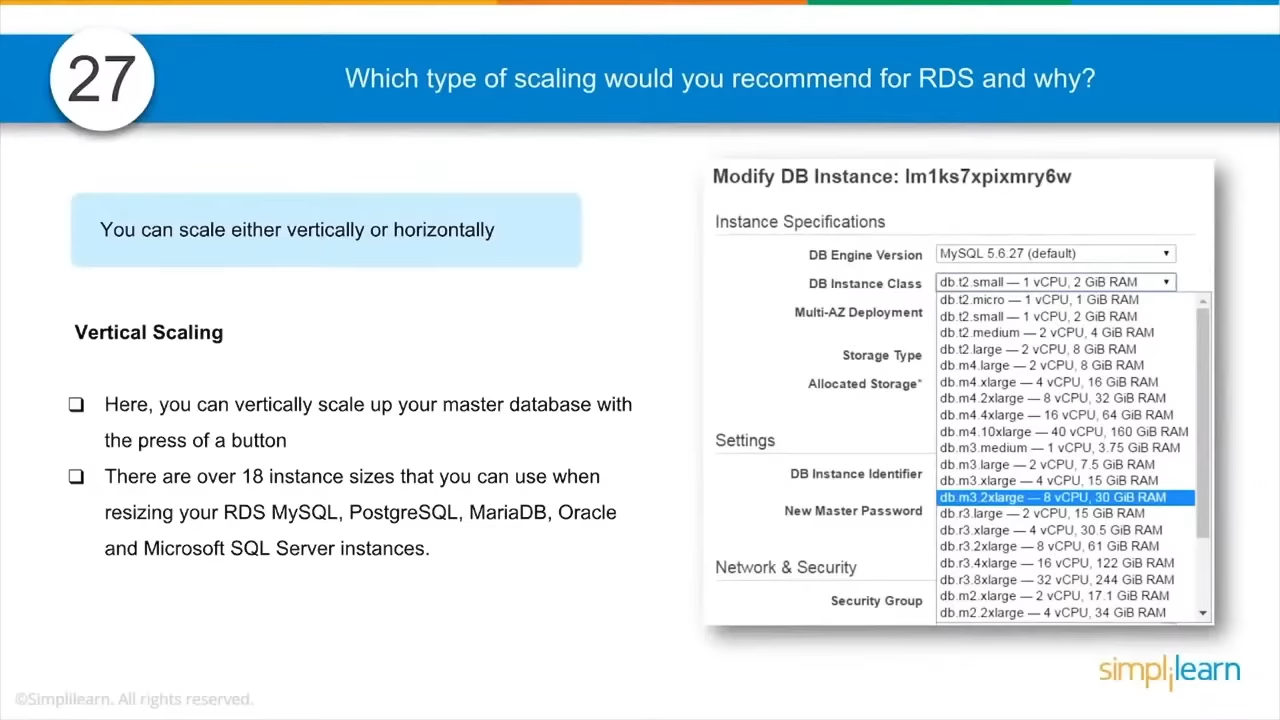 27
Which type of scaling would you recommend for RDS and why?
You can scale either vertically or horizontally
Vertical Scaling
❑ Here, you can vertically scale up your master database with
the press of a button
❑ There are over 18 instance sizes that you can use when
resizing your RDS MySQL, PostgreSQL, MariaDB, Oracle
and Microsoft SQL Server instances.
Modify DB Instance: lm1ks7xpixmry6w
Instance Specifications
DB Engine Version MySQL 5.6.27 (default)
DB Instance Class db.t2.small — 1 vCPU, 2 GiB RAM
db.t2.micro — 1 vCPU, 1 GiB RAM
Multi-AZ Deployment db.t2.small — 1 vCPU, 2 GiB RAM
db.t2.medium — 2 vCPU, 4 GiB RAM
Storage Type db.t2.large — 2 vCPU, 8 GiB RAM
db.m4.large — 2 vCPU, 8 GiB RAM
Allocated Storage* db.m4.xlarge — 4 vCPU, 16 GiB RAM
db.m4.2xlarge — 8 vCPU, 32 GiB RAM
db.m4.4xlarge — 16 vCPU, 64 GiB RAM
Settings db.m4.10xlarge — 40 vCPU, 160 GiB RAM
db.m3.medium — 1 vCPU, 3.75 GiB RAM
DB Instance Identifier db.m3.large — 2 vCPU, 7.5 GiB RAM
db.m3.xlarge — 4 vCPU, 15 GiB RAM
db.m3.2xlarge — 8 vCPU, 30 GiB RAM
New Master Password db.r3.large — 2 vCPU, 15 GiB RAM
db.r3.xlarge — 4 vCPU, 30.5 GiB RAM
db.r3.2xlarge — 8 vCPU, 61 GiB RAM
Network & Security db.r3.4xlarge — 16 vCPU, 122 GiB RAM
db.r3.8xlarge — 32 vCPU, 244 GiB RAM
Security Group db.m2.xlarge — 2 vCPU, 17.1 GiB RAM
db.m2.2xlarge — 4 vCPU, 34 GiB RAM
simplilearn
©Simplilearn. All rights reserved.